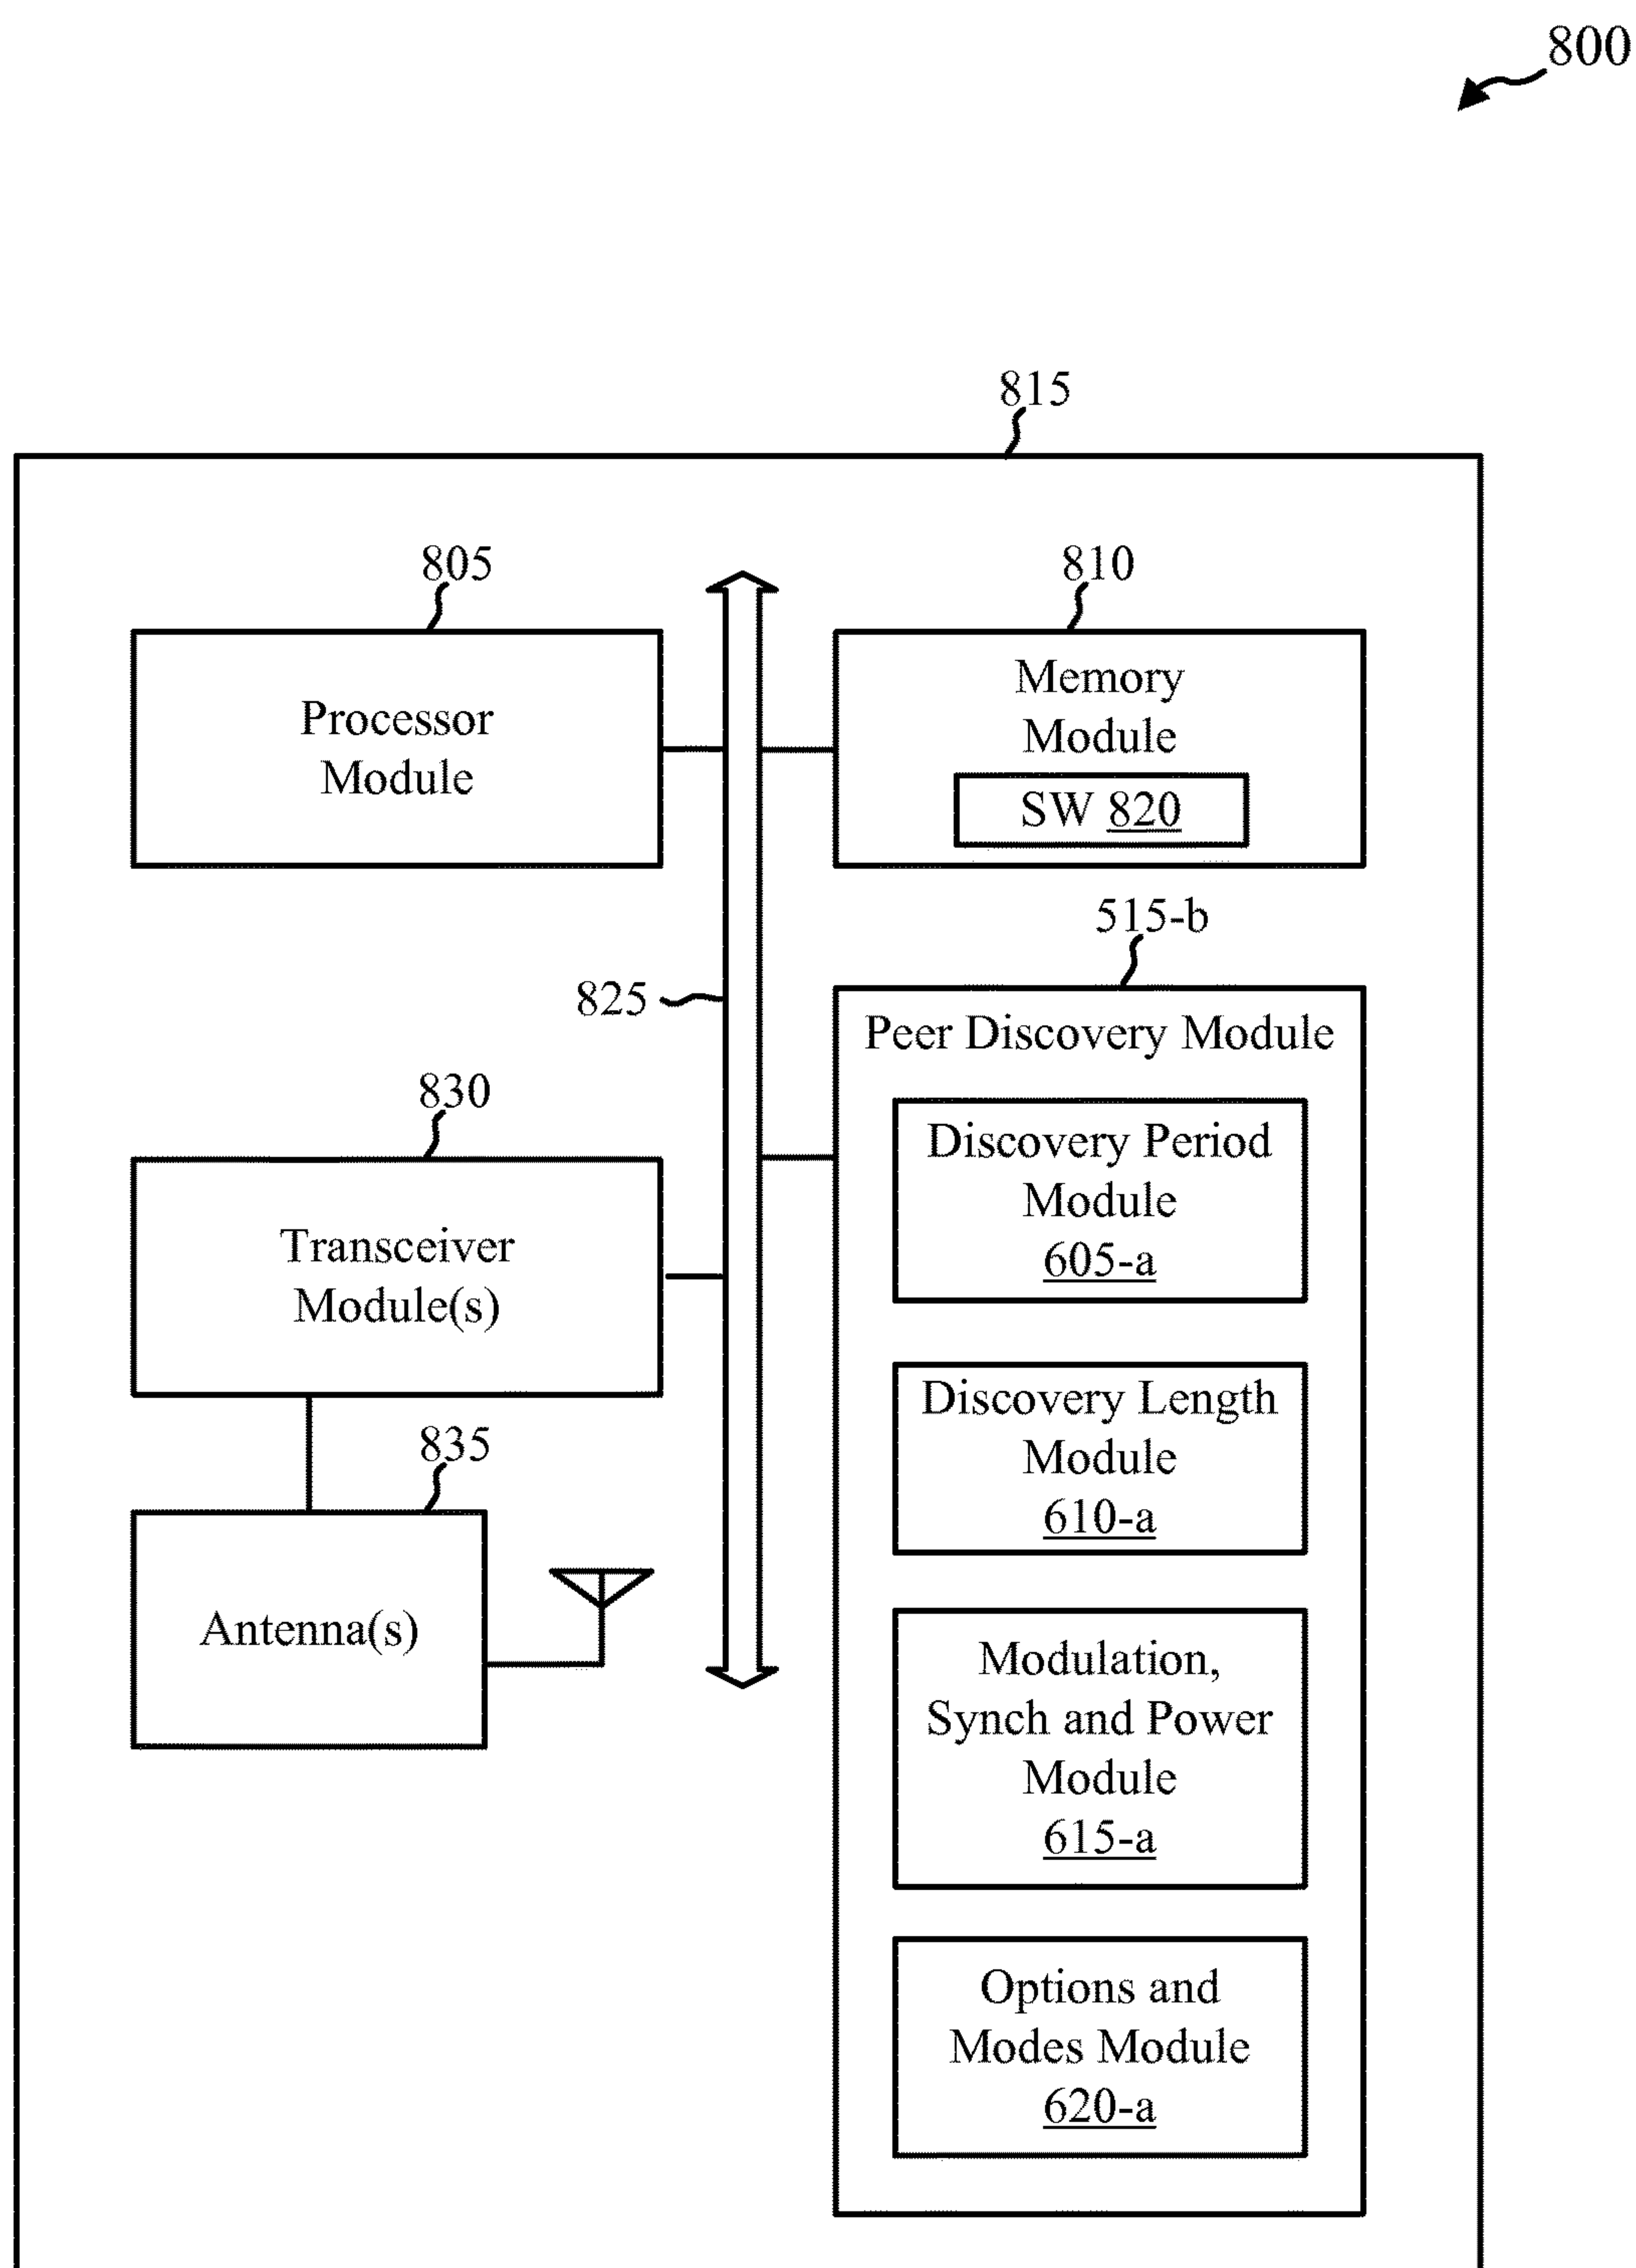 800
815
805
810
Processor
Module
Memory
Module
SW 820
515-b
825
Peer Discovery Module
830
Discovery Period
Module
605-a
Transceiver
Module(s)
Discovery Length
Module
610-a
835
Antenna(s)
Modulation,
Synch and Power
Module
615-a
Options and
Modes Module
620-a